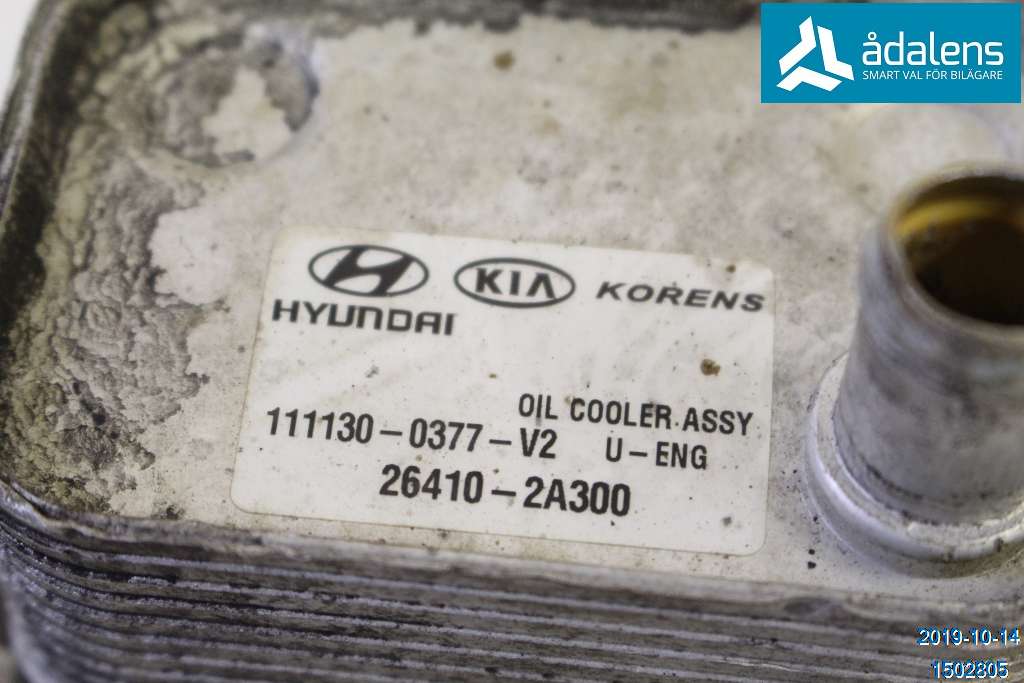 ådalens
SMART VAL FÖR BILÄGARE
HYUNDAI
KIA
KORENS
OIL COOLER ASSY
111130-0377-V2 U-ENG
26410-2A300
2019-10-14
1502805